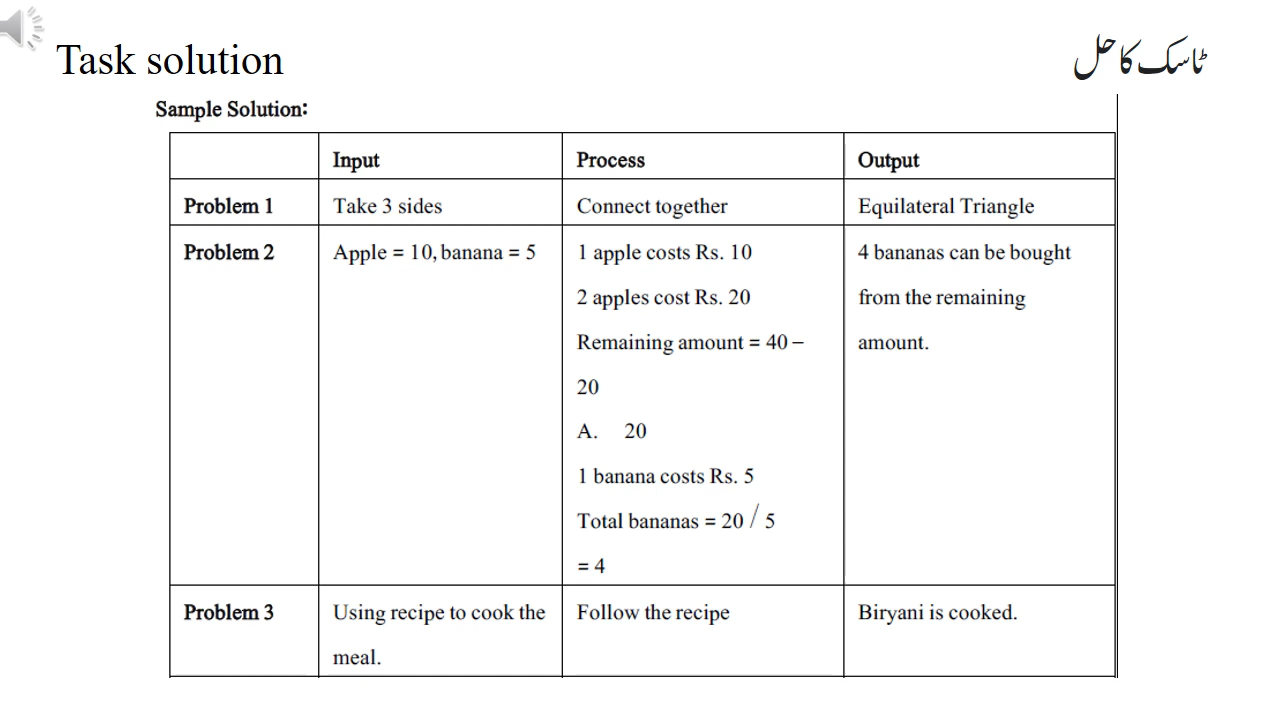 Task solution
ٹاسک کا حل
Sample Solution:
Input Process Output
Problem 1 Take 3 sides Connect together Equilateral Triangle
Problem 2 Apple = 10, banana = 5 1 apple costs Rs. 10 4 bananas can be bought
2 apples cost Rs. 20 from the remaining
Remaining amount = 40 – amount.
20
A. 20
1 banana costs Rs. 5
Total bananas = 20 / 5
= 4
Problem 3 Using recipe to cook the Follow the recipe Biryani is cooked.
meal.